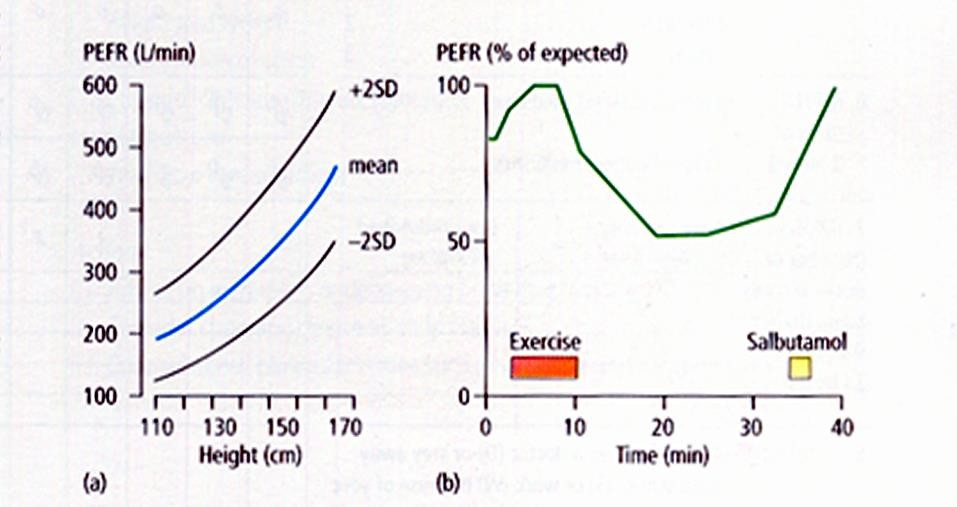 PEFR (L/min)
600
500
400
300
200
100
+2SD
mean
–2SD
110 130 150 170
Height (cm)
(a)
PEFR (% of expected)
100
50
0
Exercise
Salbutamol
0 10 20 30 40
Time (min)
(b)